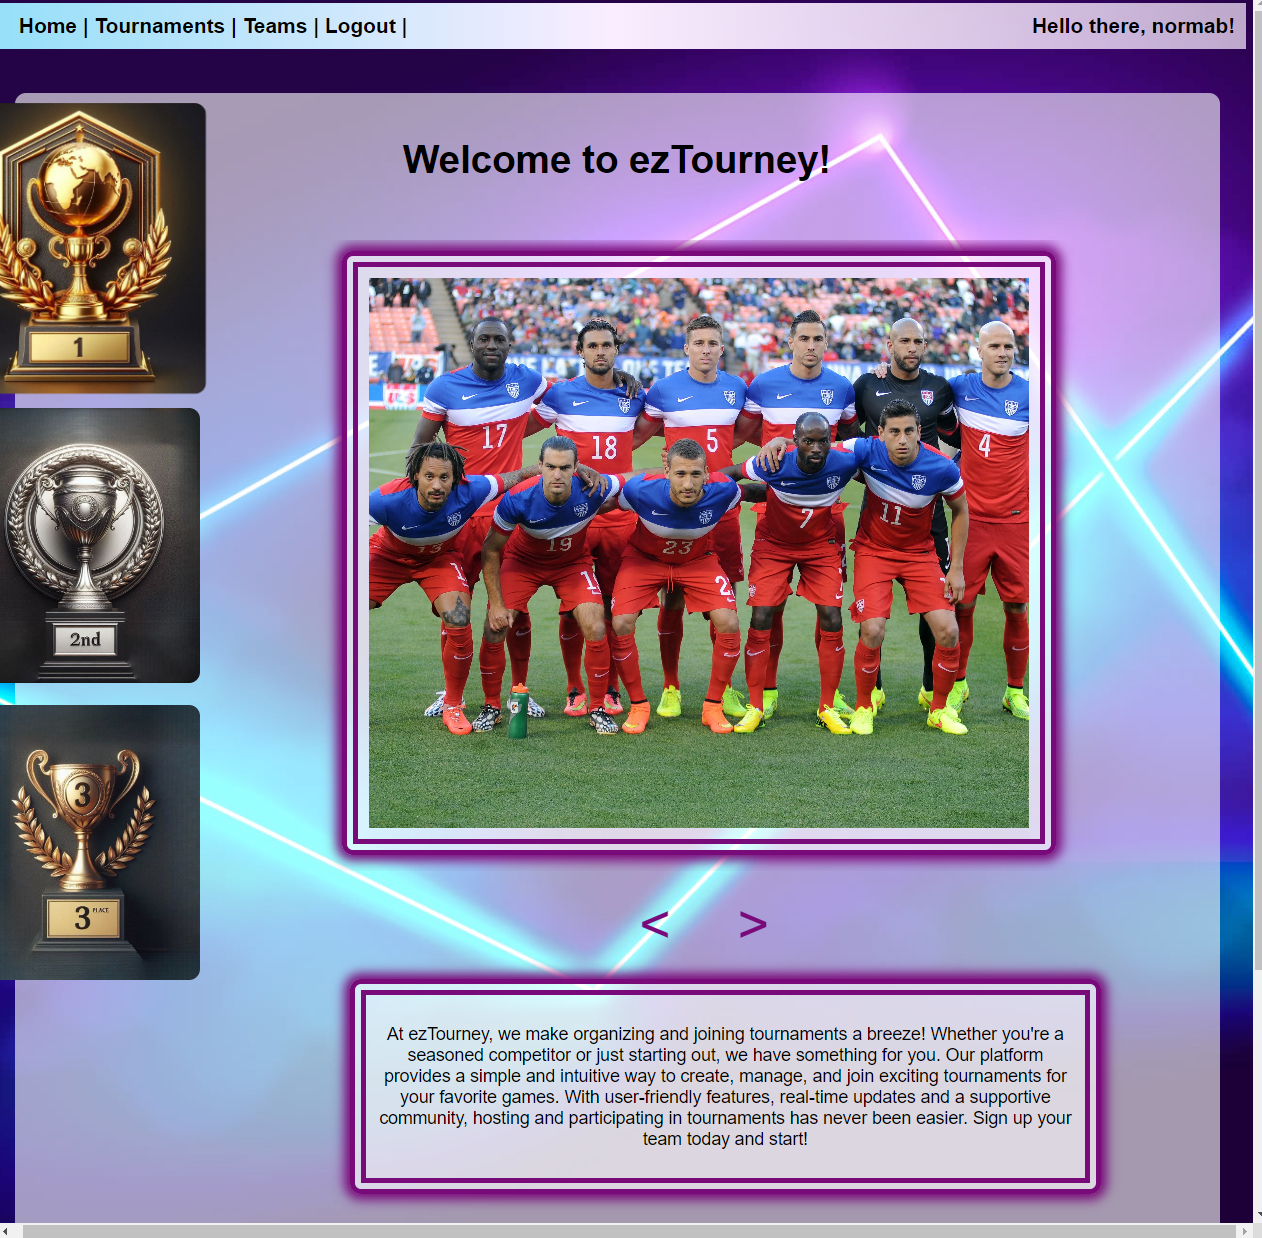 Home | Tournaments | Teams | Logout |
Hello there, normab!
Welcome to ezTourney!
1
2nd
3
3 PLACE
17
18
5
4
7
11
13
19
23
<
>
At ezTourney, we make organizing and joining tournaments a breeze! Whether you're a
seasoned competitor or just starting out, we have something for you. Our platform
provides a simple and intuitive way to create, manage, and join exciting tournaments for
your favorite games. With user-friendly features, real-time updates and a supportive
community, hosting and participating in tournaments has never been easier. Sign up your
team today and start!